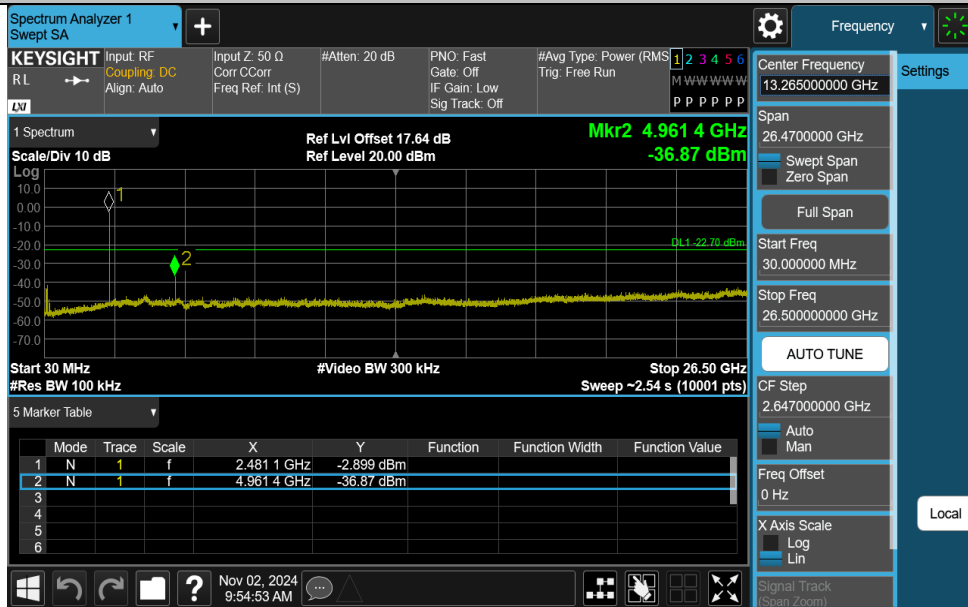 Spectrum Analyzer 1
Swept SA
Frequency
KEYSIGHT
RL
LXI
Input: RF
Coupling: DC
Align: Auto
Input Z: 50 Ω
Corr CCorr
Freq Ref: Int (S)
#Atten: 20 dB
PNO: Fast
Gate: Off
IF Gain: Low
Sig Track: Off
#Avg Type: Power (RMS
Trig: Free Run
1 2 3 4 5 6
M W W W W W
P P P P P P
1 Spectrum
Scale/Div 10 dB
Ref Lvl Offset 17.64 dB
Ref Level 20.00 dBm
Mkr2 4.961 4 GHz
-36.87 dBm
Log
10.0
0.00
-10.0
-20.0
-30.0
-40.0
-50.0
-60.0
-70.0
1
2
DL1 -22.70 dBm
Start 30 MHz
#Res BW 100 kHz
#Video BW 300 kHz
Stop 26.50 GHz
Sweep ~2.54 s (10001 pts)
5 Marker Table
Mode Trace Scale X Y Function Function Width Function Value
1 N 1 f 2.481 1 GHz -2.899 dBm
2 N 1 f 4.961 4 GHz -36.87 dBm
3
4
5
6
Nov 02, 2024
9:54:53 AM
Center Frequency
13.265000000 GHz
Span
26.4700000 GHz
Swept Span
Zero Span
Full Span
Start Freq
30.000000 MHz
Stop Freq
26.500000000 GHz
AUTO TUNE
CF Step
2.647000000 GHz
Auto
Man
Freq Offset
0 Hz
X Axis Scale
Log
Lin
Signal Track
(Span Zoom)
Settings
Local